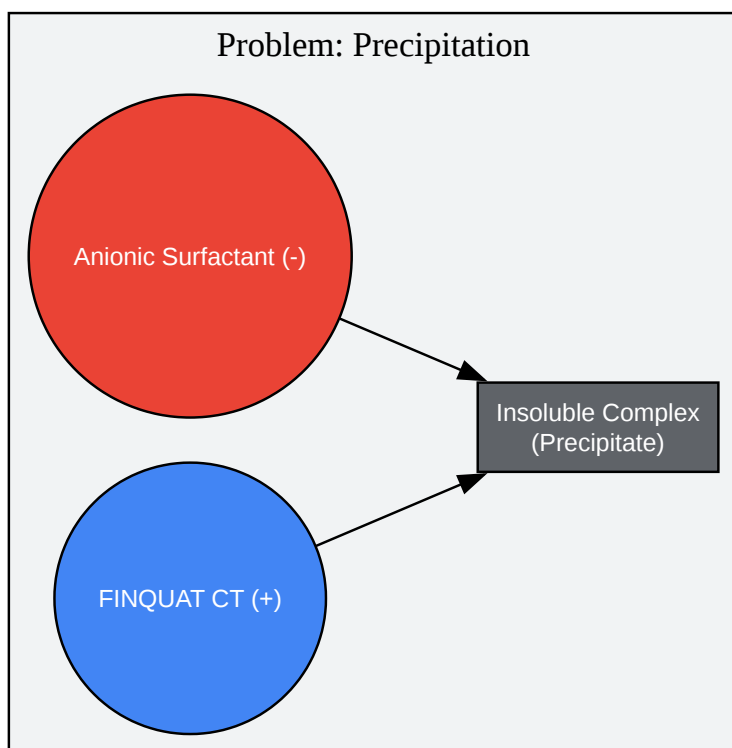 Problem: Precipitation
Anionic Surfactant (-)
Insoluble Complex
(Precipitate)
FINQUAT CT (+)